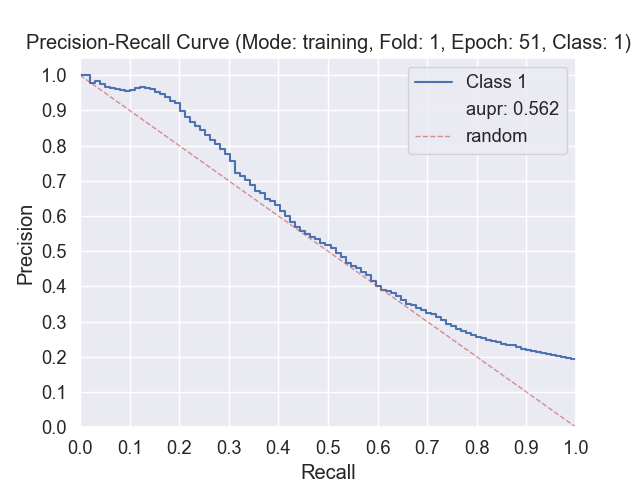 Precision-Recall Curve (Mode: training, Fold: 1, Epoch: 51, Class: 1)
Class 1
aupr: 0.562
random
Precision
1.0
0.9
0.8
0.7
0.6
0.5
0.4
0.3
0.2
0.1
0.0
0.0 0.1 0.2 0.3 0.4 0.5 0.6 0.7 0.8 0.9 1.0
Recall